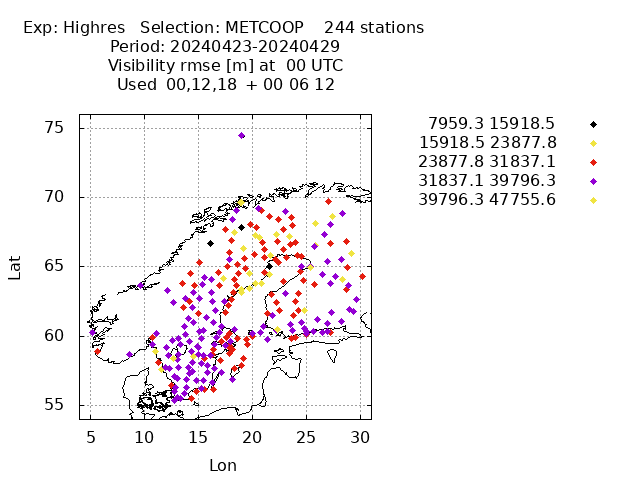 Exp: Highres   Selection: METCOOP    244 stations
Period: 20240423-20240429
Visibility rmse [m] at  00 UTC
Used  00,12,18  + 00 06 12
7959.3 15918.5
15918.5 23877.8
23877.8 31837.1
31837.1 39796.3
39796.3 47755.6
75
70
65
60
55
Lat
5 10 15 20 25 30
Lon